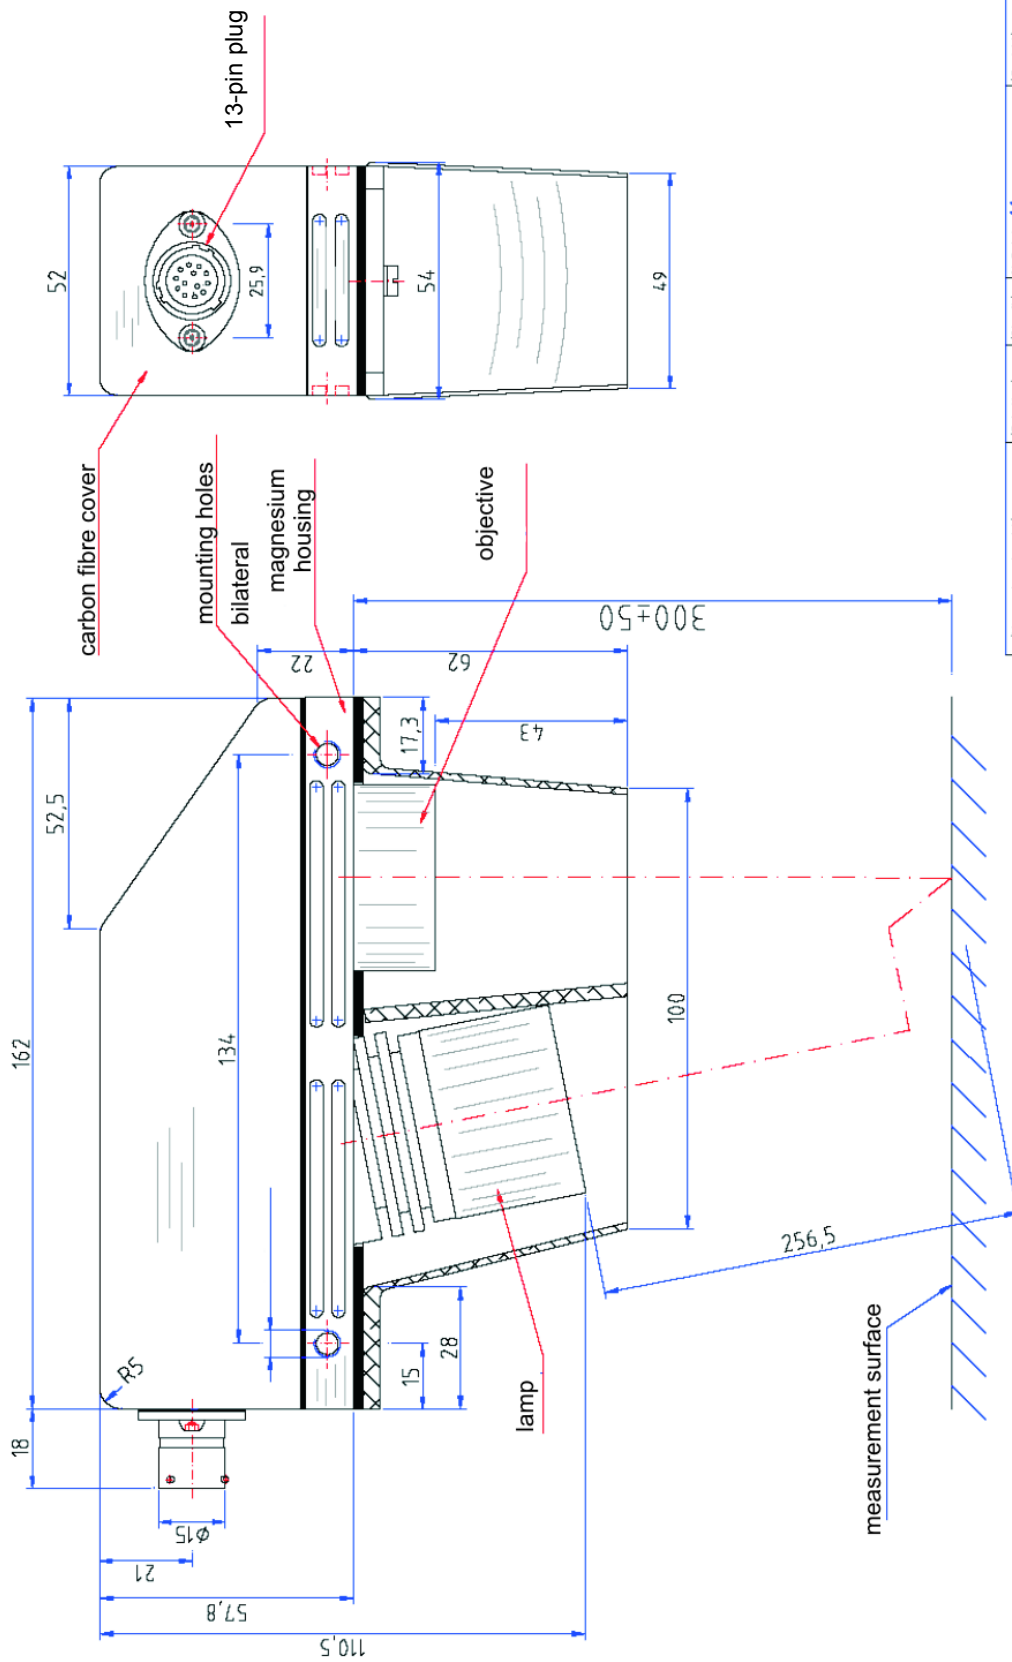 13-pin plug
52
25,9
54
49
carbon fibre cover
mounting holes
bilateral
magnesium
housing
objective
162
52,5
134
22
62
300±50
17,3
43
100
R5
18
Ø15
21
57,8
110,5
15
28
lamp
256,5
measurement surface